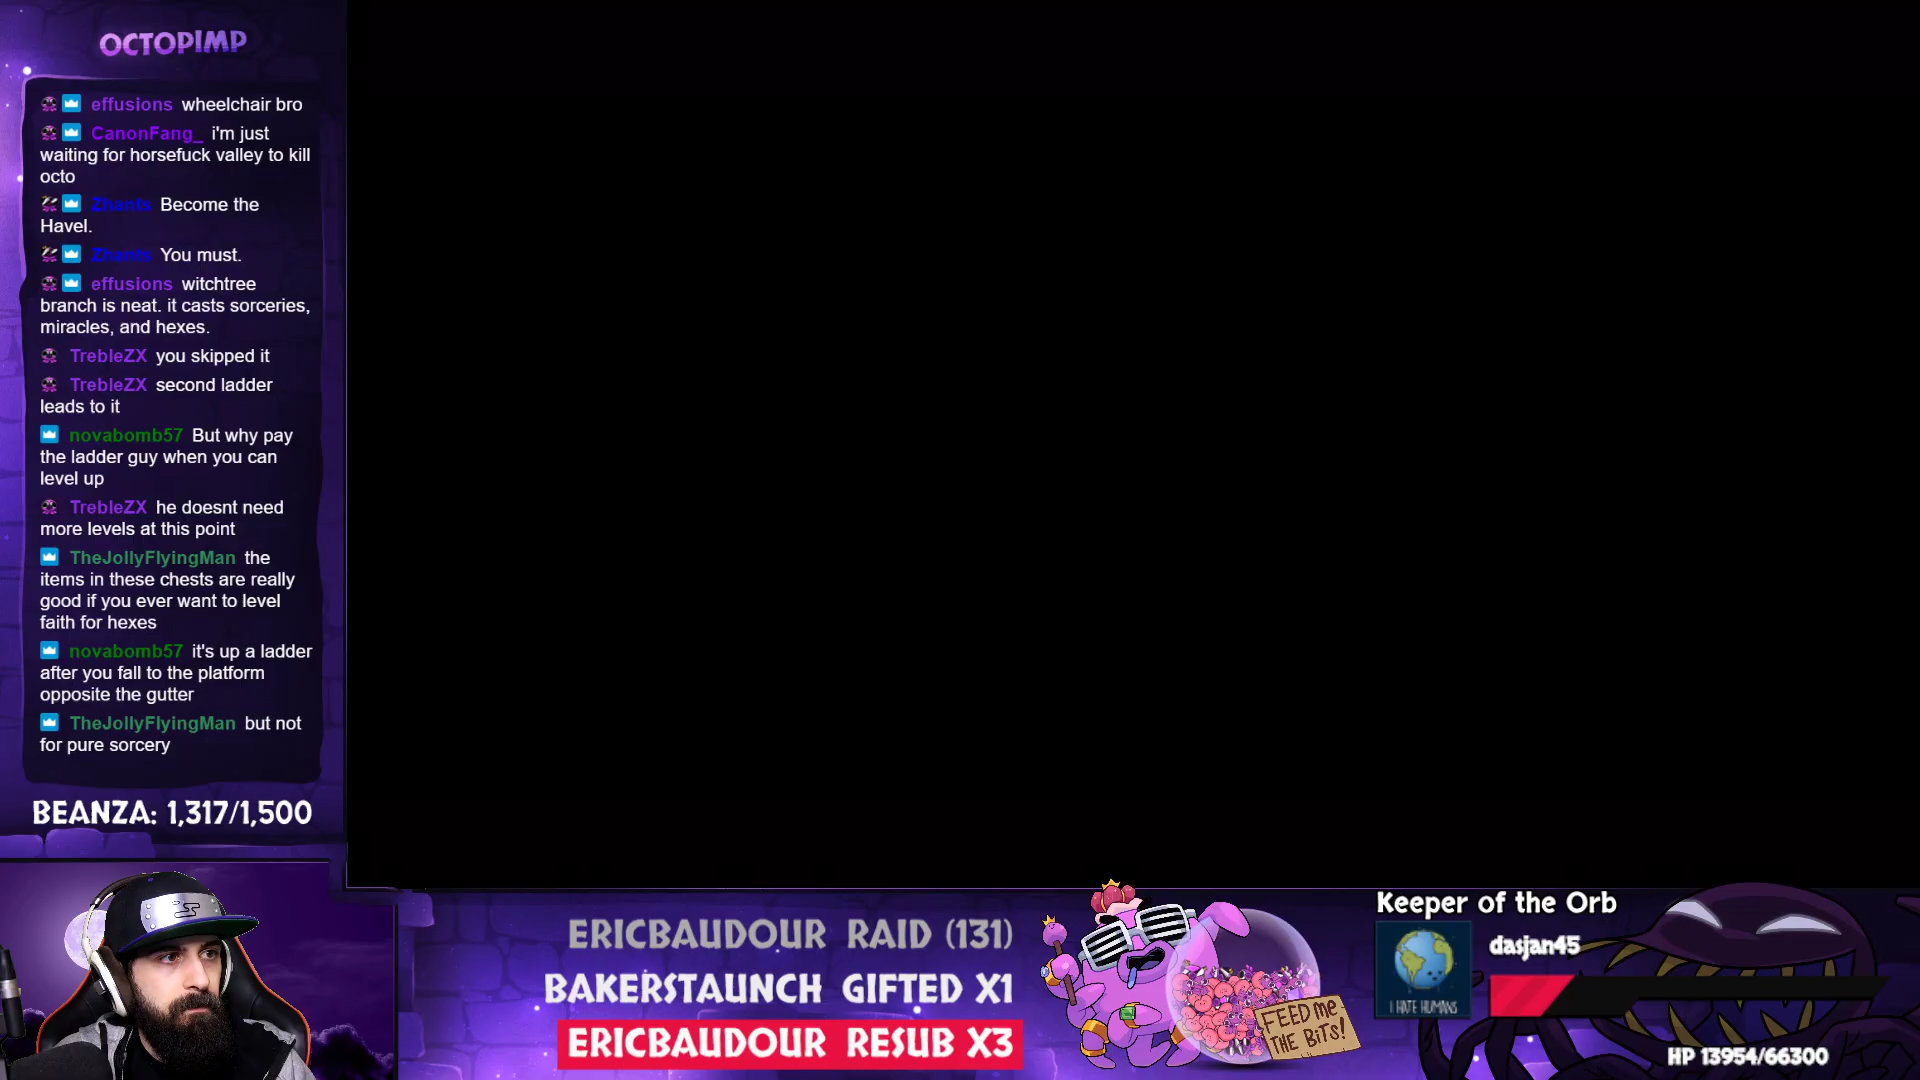 OCTOPIMP
effusions wheelchair bro
CanonFang_ i'm just
waiting for horsefuck valley to kill
octo
Zhants Become the
Havel.
Zhants You must.
effusions witchtree
branch is neat. it casts sorceries,
miracles, and hexes.
TrebleZX you skipped it
TrebleZX second ladder
leads to it
novabomb57 But why pay
the ladder guy when you can
level up
TrebleZX he doesnt need
more levels at this point
TheJollyFlyingMan the
items in these chests are really
good if you ever want to level
faith for hexes
novabomb57 it's up a ladder
after you fall to the platform
opposite the gutter
TheJollyFlyingMan but not
for pure sorcery
BEANZA: 1,317/1,500
ERICBAUDOUR RAID (131)
BAKERSTAUNCH GIFTED X1
ERICBAUDOUR RESUB X3
FEED ME
THE BITS!
Keeper of the Orb
dasjan45
I HATE HUMANS
HP 13954/66300